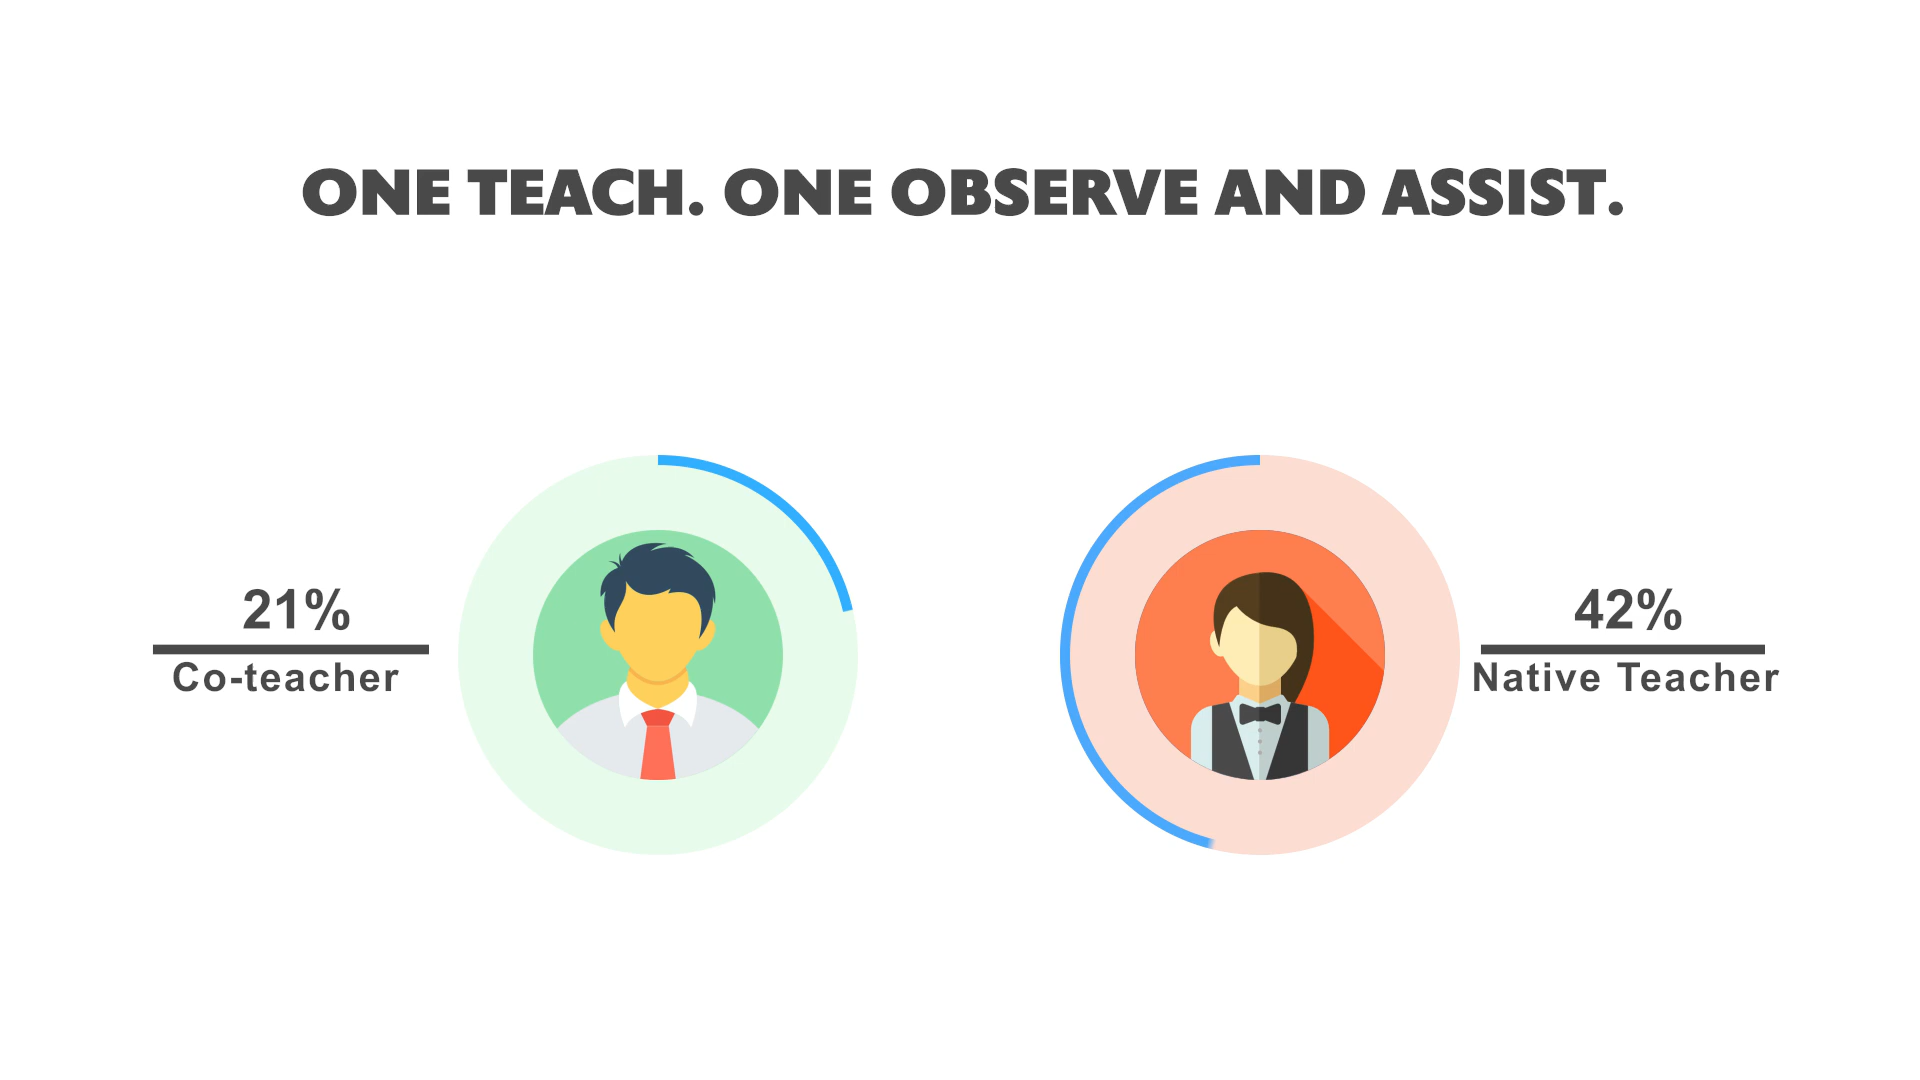 ONE TEACH. ONE OBSERVE AND ASSIST.
21%
Co-teacher
42%
Native Teacher